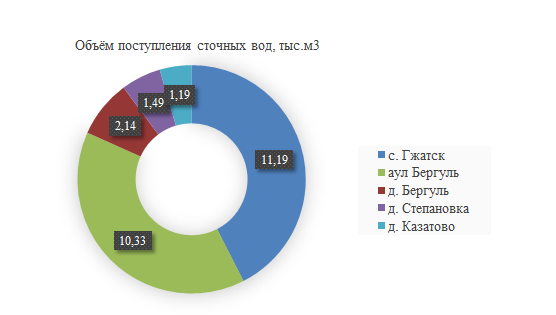 Объём поступления сточных вод, тыс.м3
1,19
1,49
2,14
11,19
10,33
с. Гжатск
аул Бергуль
д. Бергуль
д. Степановка
д. Казатово